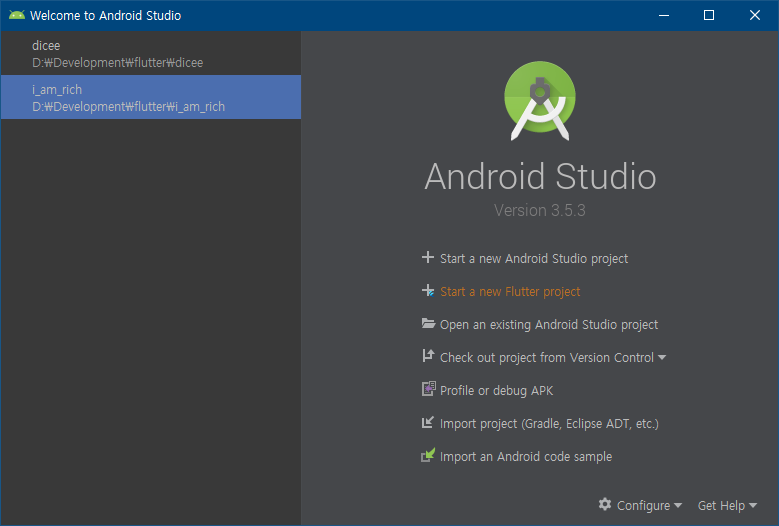 Welcome to Android Studio
dicee
D:₩Development₩flutter₩dicee
i_am_rich
D:₩Development₩flutter₩i_am_rich
Android Studio
Version 3.5.3
Start a new Android Studio project
Start a new Flutter project
Open an existing Android Studio project
Check out project from Version Control
Profile or debug APK
Import project (Gradle, Eclipse ADT, etc.)
Import an Android code sample
Configure
Get Help